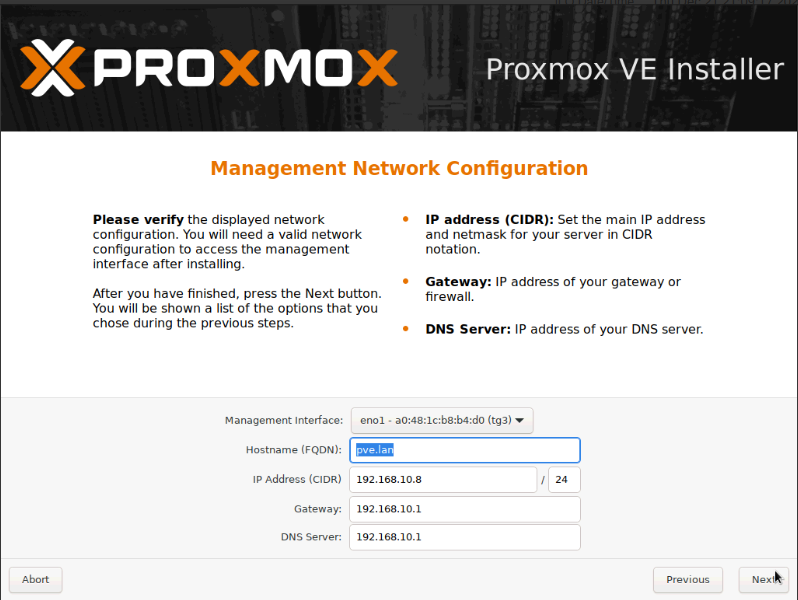 PROXMOX
Proxmox VE Installer
Management Network Configuration
Please verify the displayed network
configuration. You will need a valid network
configuration to access the management
interface after installing.
After you have finished, press the Next button.
You will be shown a list of the options that you
chose during the previous steps.
IP address (CIDR): Set the main IP address
and netmask for your server in CIDR
notation.
Gateway: IP address of your gateway or
firewall.
DNS Server: IP address of your DNS server.
Management Interface: eno1 - a0:48:1c:b8:b4:d0 (tg3)
Hostname (FQDN): pve.lan
IP Address (CIDR) 192.168.10.8 / 24
Gateway: 192.168.10.1
DNS Server: 192.168.10.1
Abort Previous Next